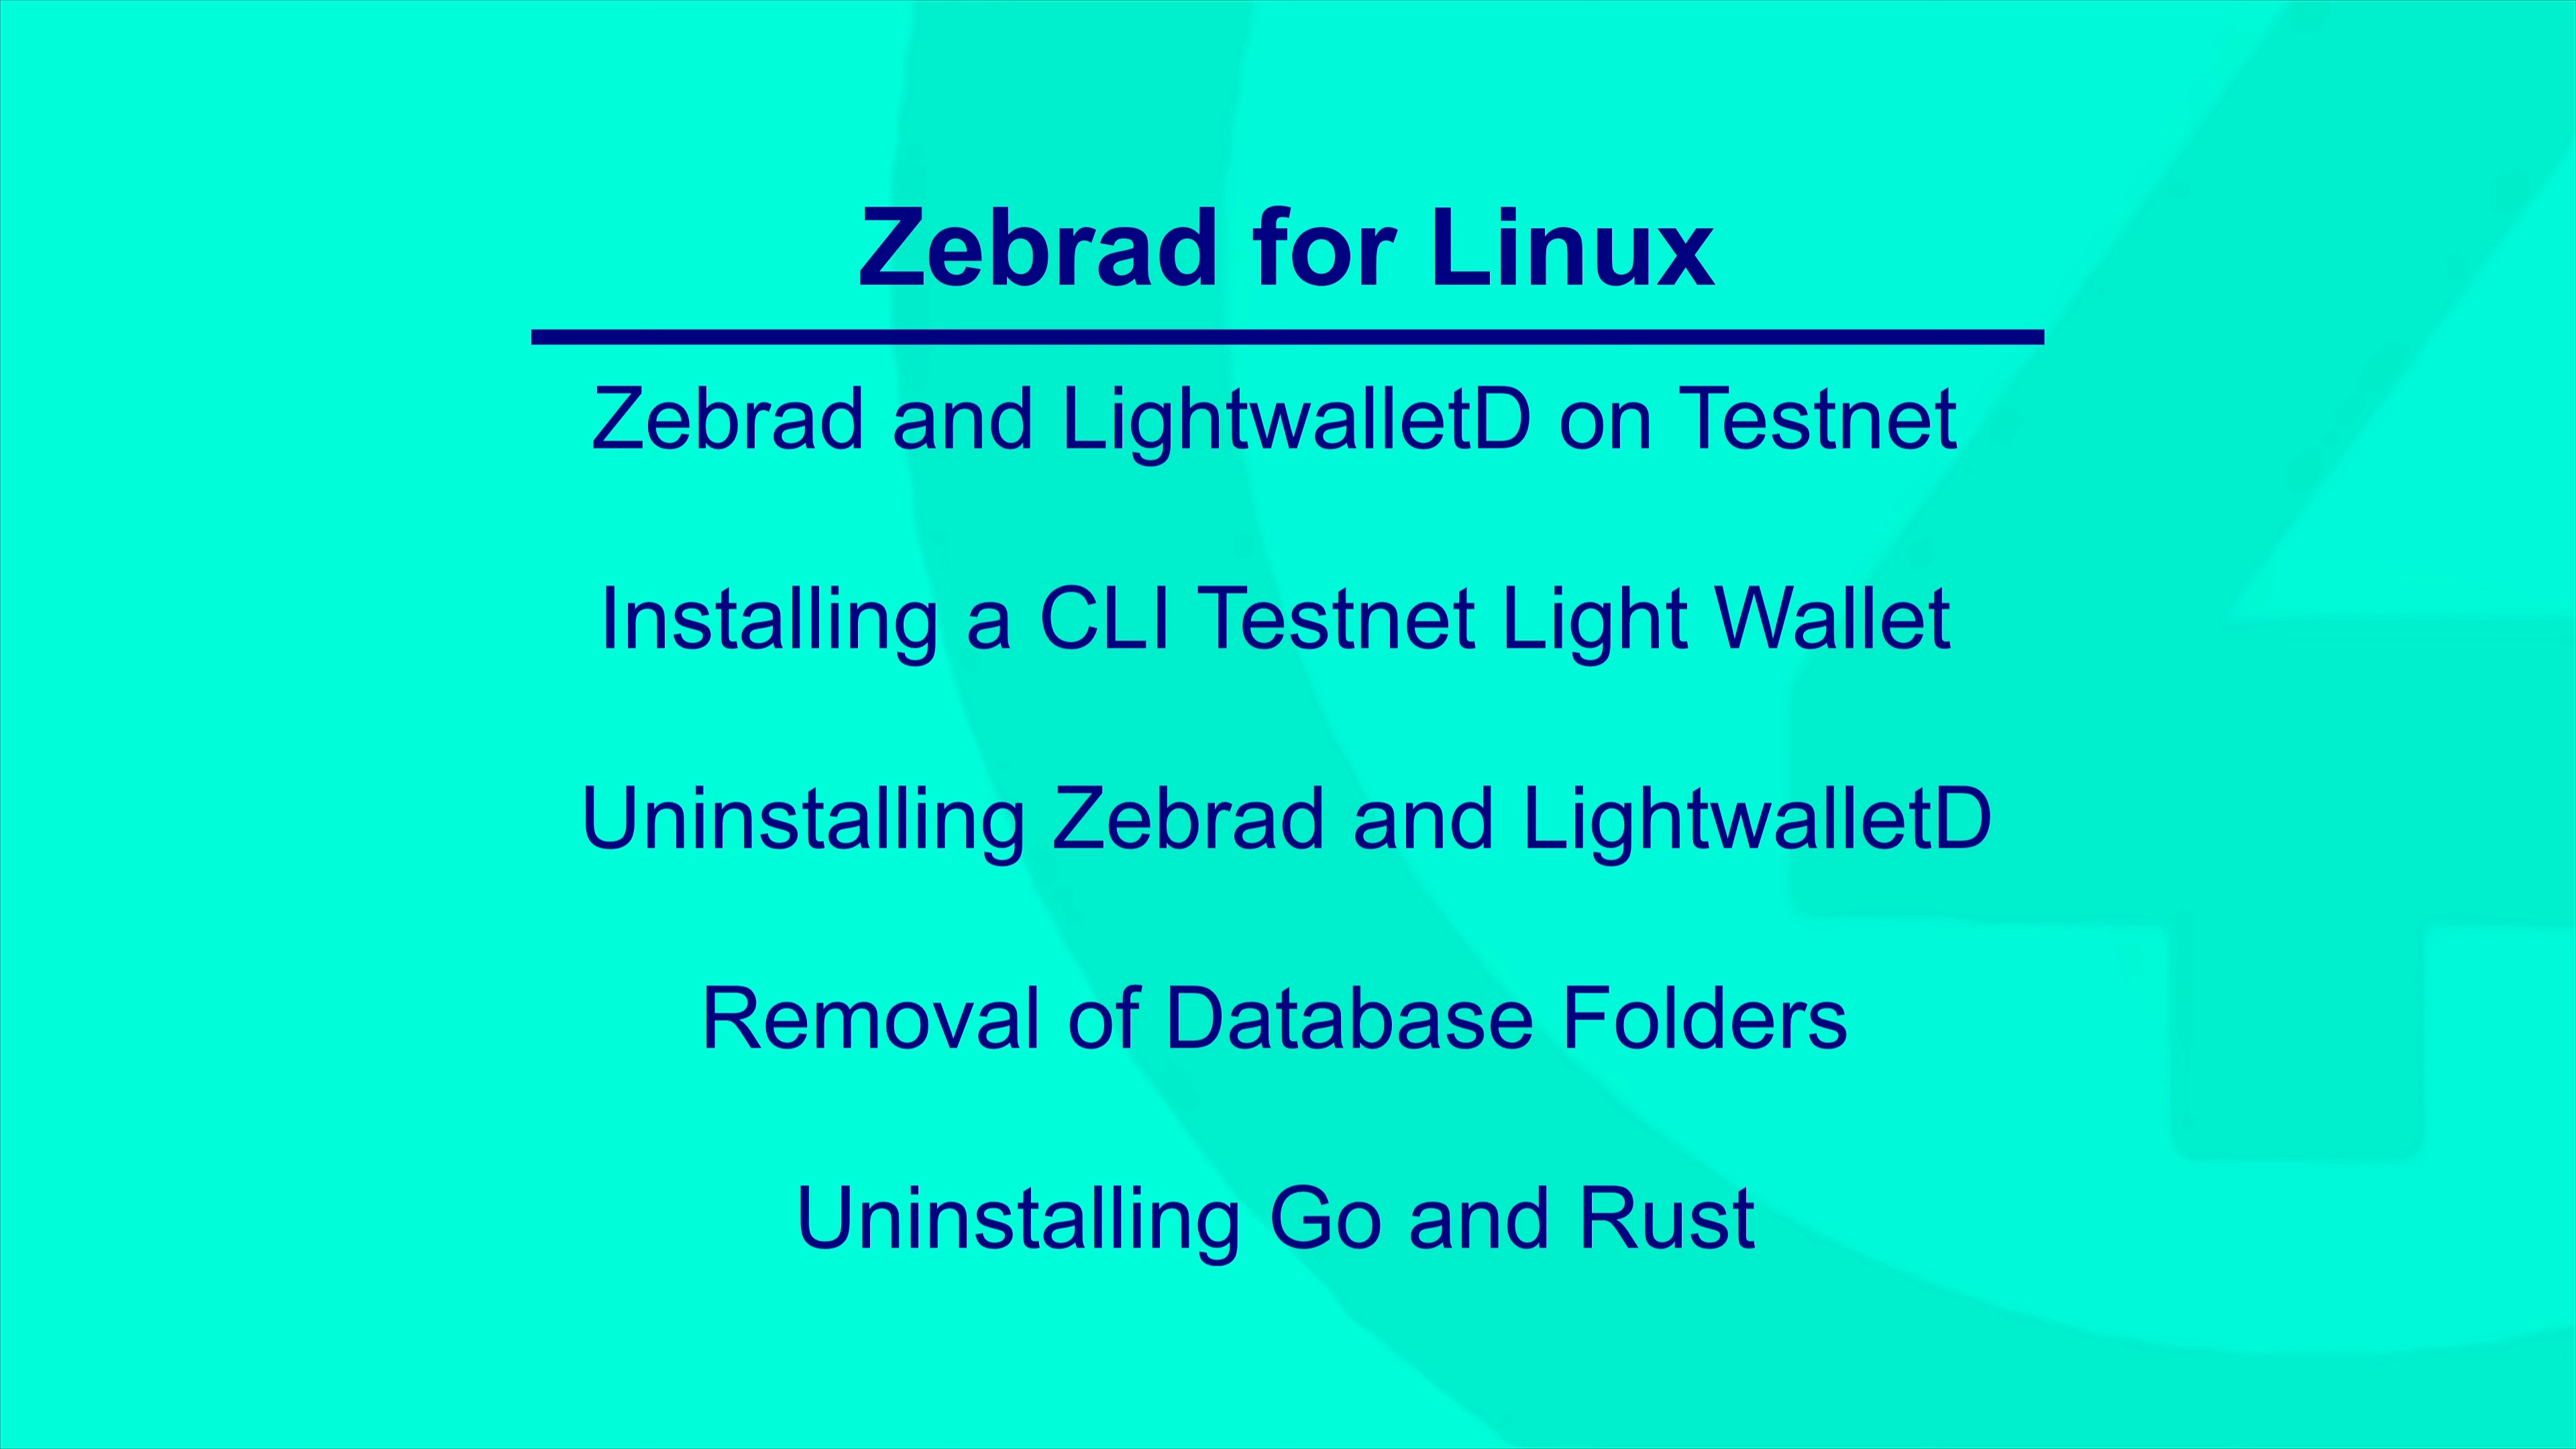 Zebrad for Linux
Zebrad and LightwalletD on Testnet
Installing a CLI Testnet Light Wallet
Uninstalling Zebrad and LightwalletD
Removal of Database Folders
Uninstalling Go and Rust